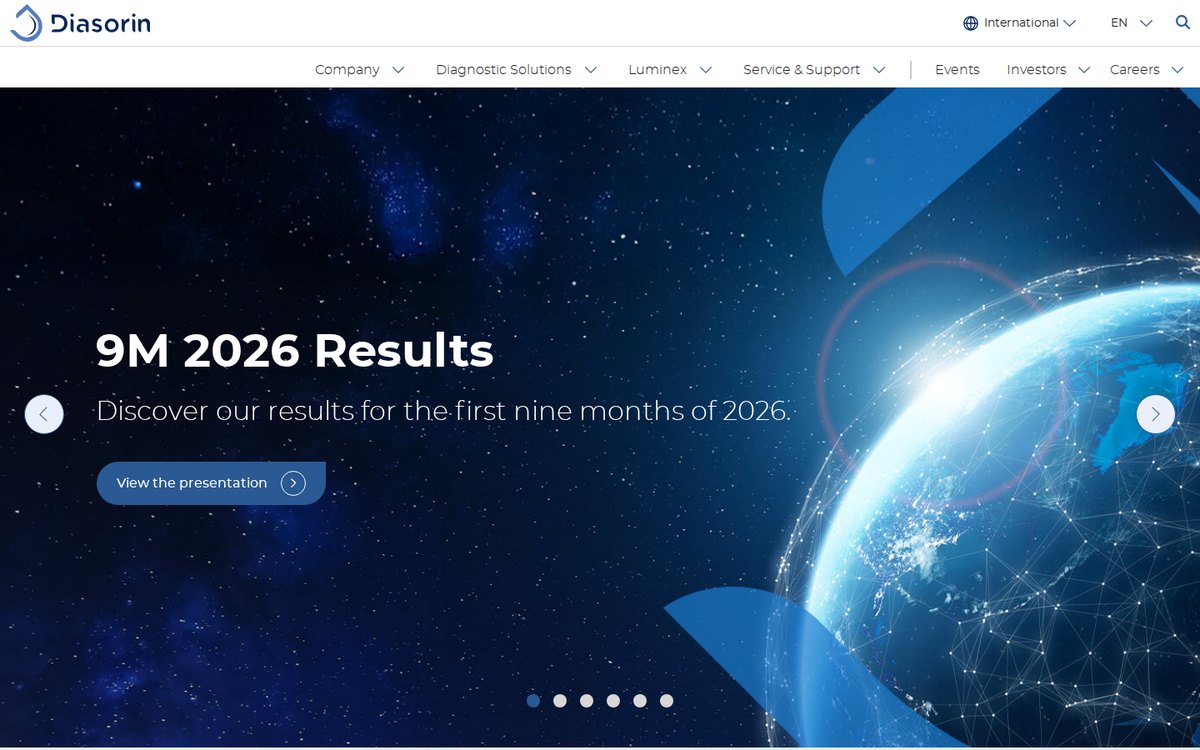 Diasorin
International
EN
Company
Diagnostic Solutions
Luminex
Service & Support
Events
Investors
Careers
9M 2026 Results
Discover our results for the first nine months of 2026.
View the presentation